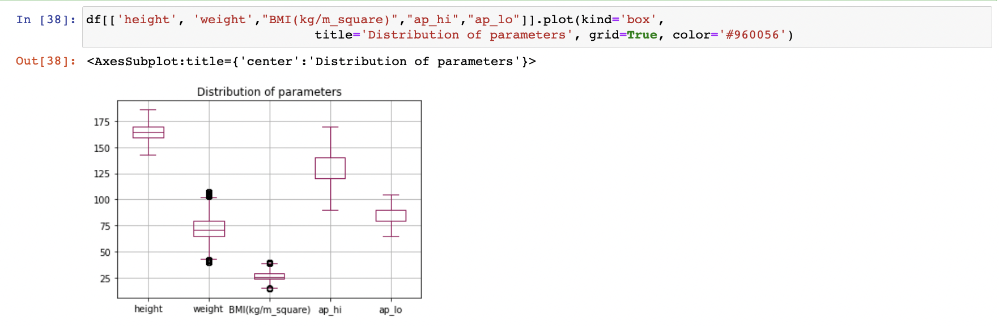 In [38]: df[['height', 'weight',"BMI(kg/m_square)","ap_hi","ap_lo"]].plot(kind='box',
title='Distribution of parameters', grid=True, color='#960056')
Out[38]: <AxesSubplot:title={'center':'Distribution of parameters'}>
Distribution of parameters
175
150
125
100
75
50
25
height weight BMI(kg/m_square) ap_hi ap_lo